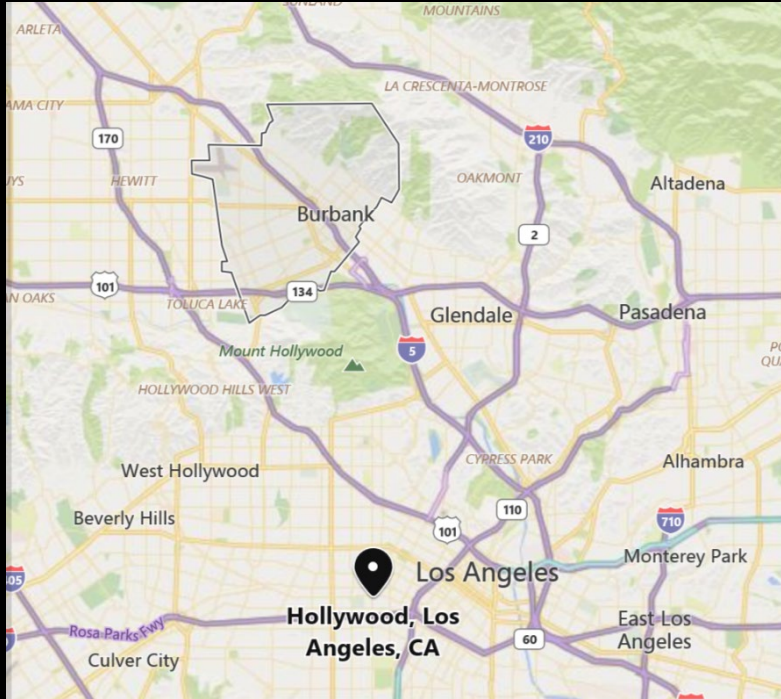 ARLETA
MOUNTAINS
LA CRESCENTA-MONTROSE
AMA CITY
170
210
HEWITT
OAKMONT
Altadena
Burbank
2
101
134
TOLUCA LAKE
AN OAKS
Glendale
Pasadena
Mount Hollywood
5
HOLLYWOOD HILLS WEST
West Hollywood
CYPRESS PARK
Alhambra
Beverly Hills
110
101
710
Monterey Park
Los Angeles
405
Hollywood, Los
Angeles, CA
Rosa Parks Fwy
East Los
Angeles
60
Culver City